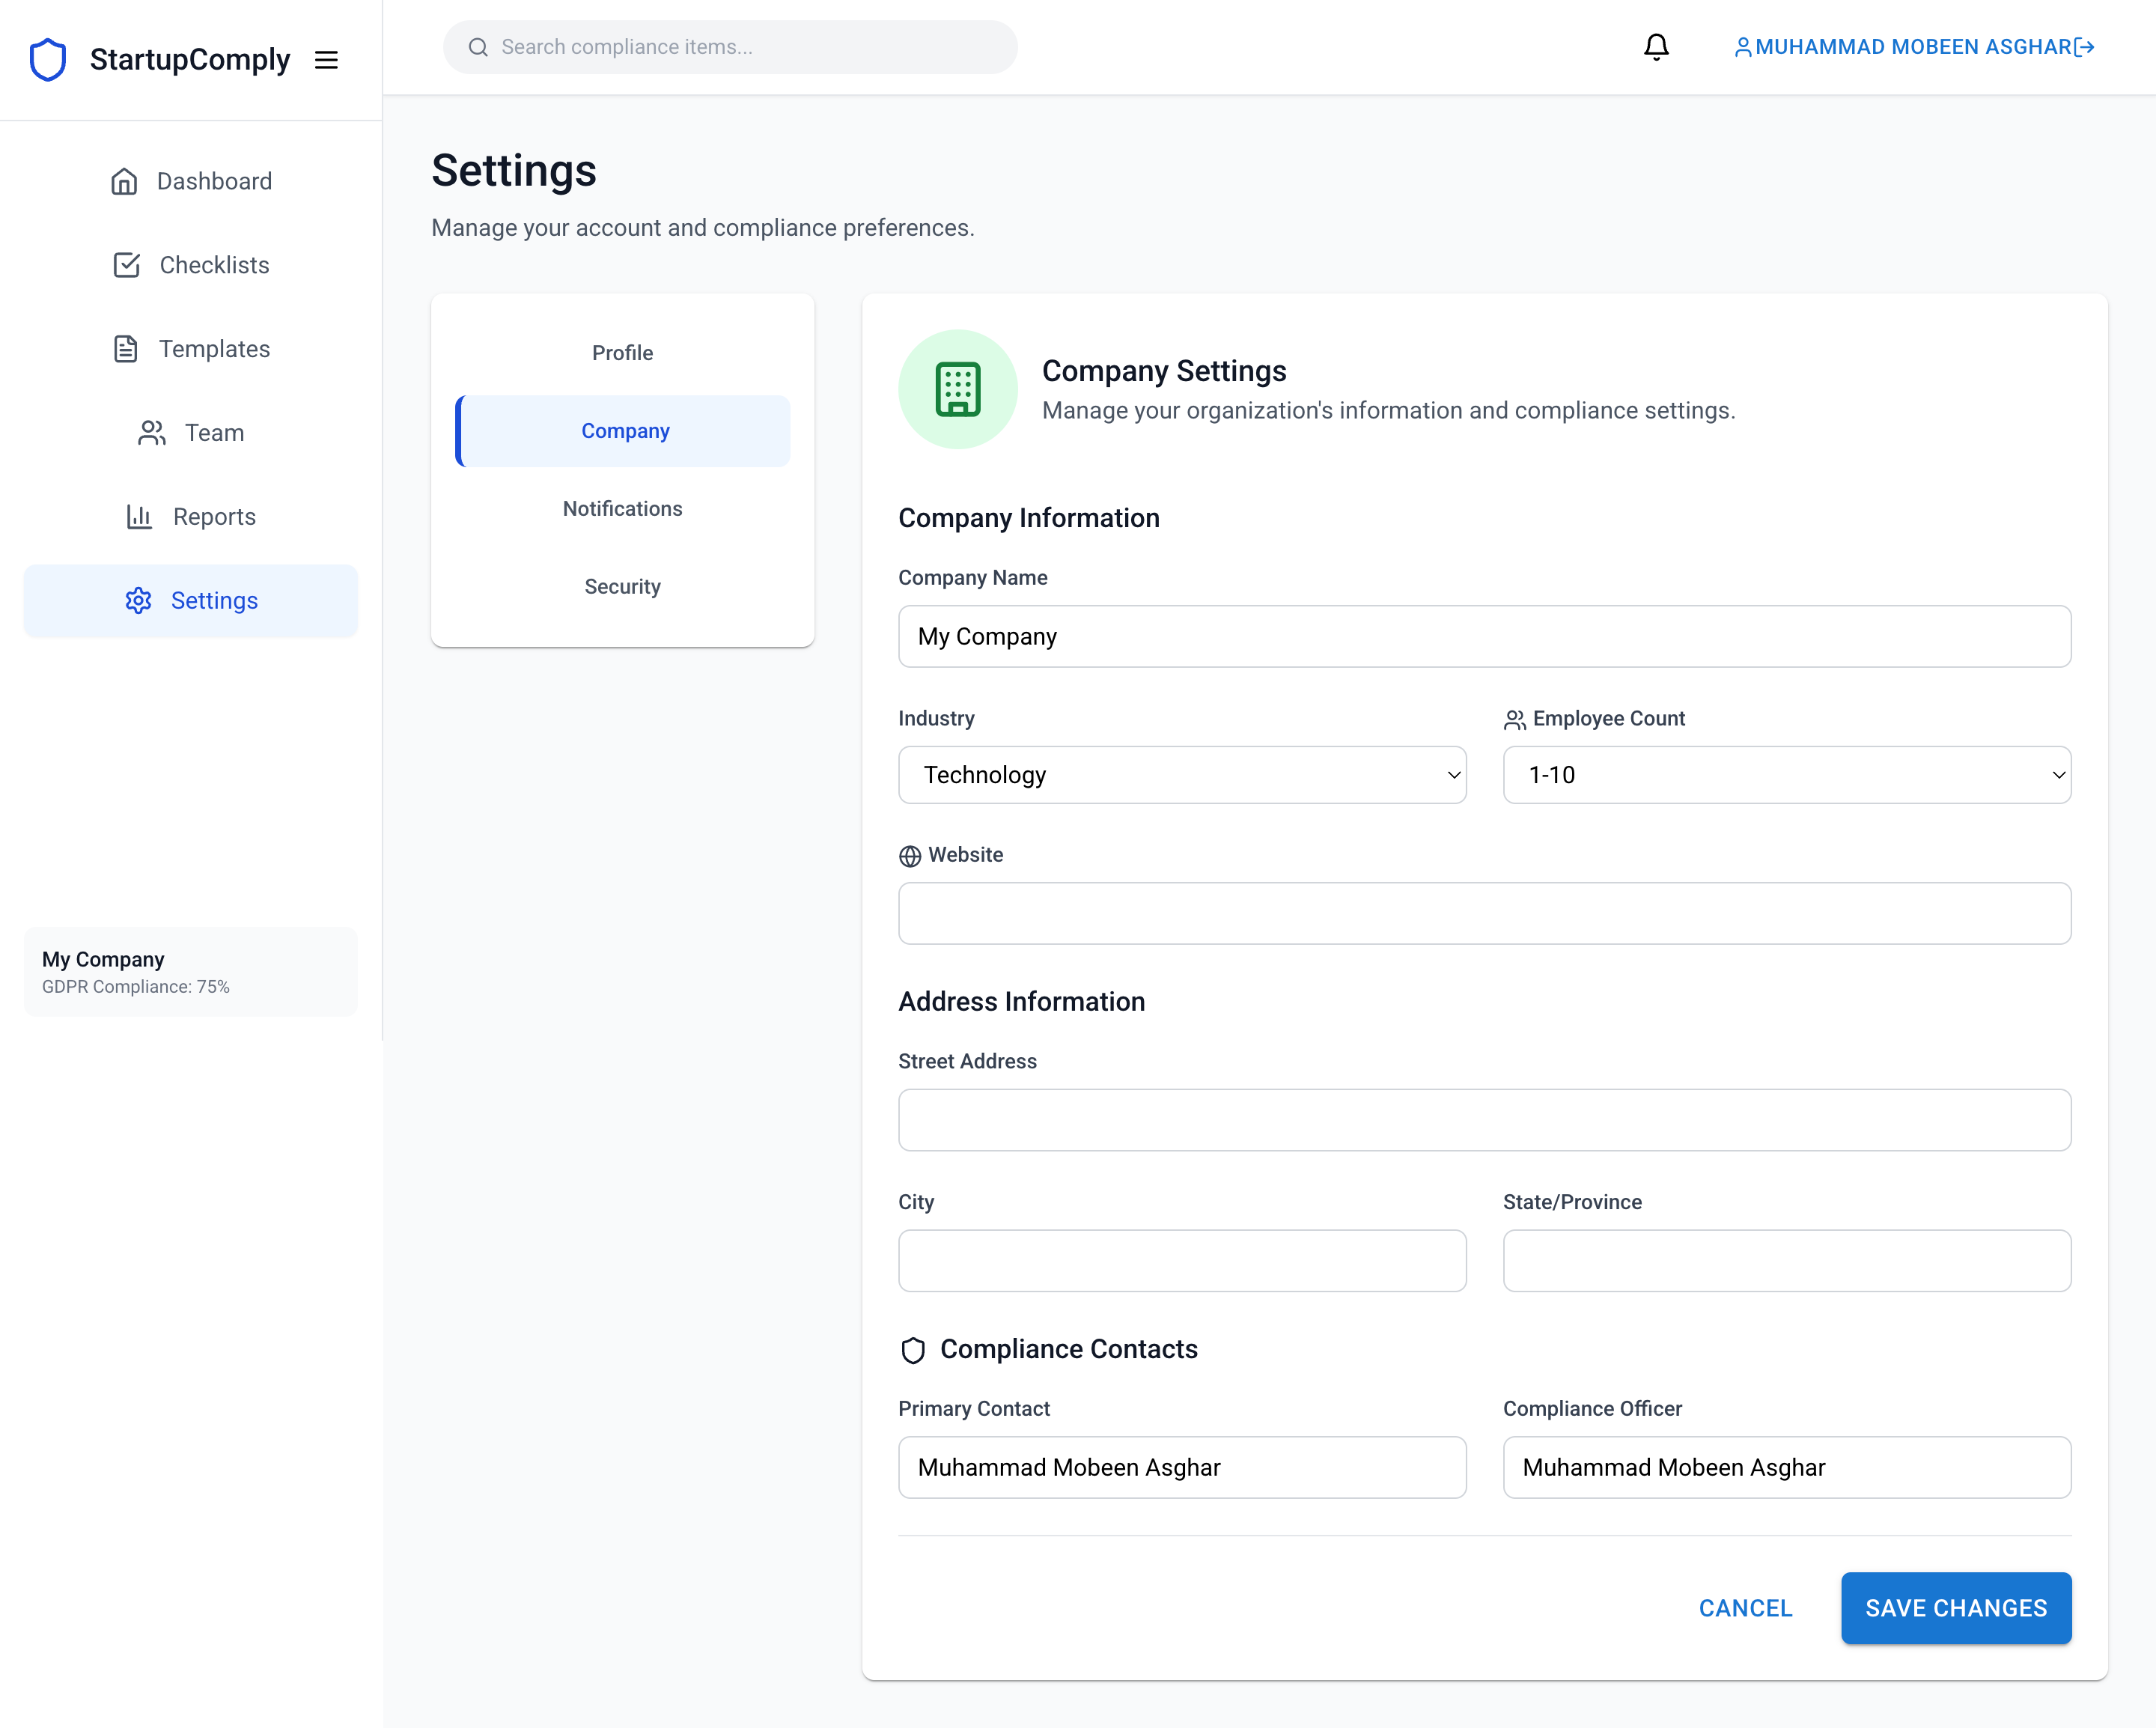 StartupComply
Search compliance items...
MUHAMMAD MOBEEN ASGHAR
Dashboard
Checklists
Templates
Team
Reports
Settings
My Company
GDPR Compliance: 75%
Settings
Manage your account and compliance preferences.
Profile
Company
Notifications
Security
Company Settings
Manage your organization's information and compliance settings.
Company Information
Company Name
My Company
Industry
Employee Count
Technology
1-10
Website
Address Information
Street Address
City
State/Province
Compliance Contacts
Primary Contact
Compliance Officer
Muhammad Mobeen Asghar
Muhammad Mobeen Asghar
CANCEL
SAVE CHANGES